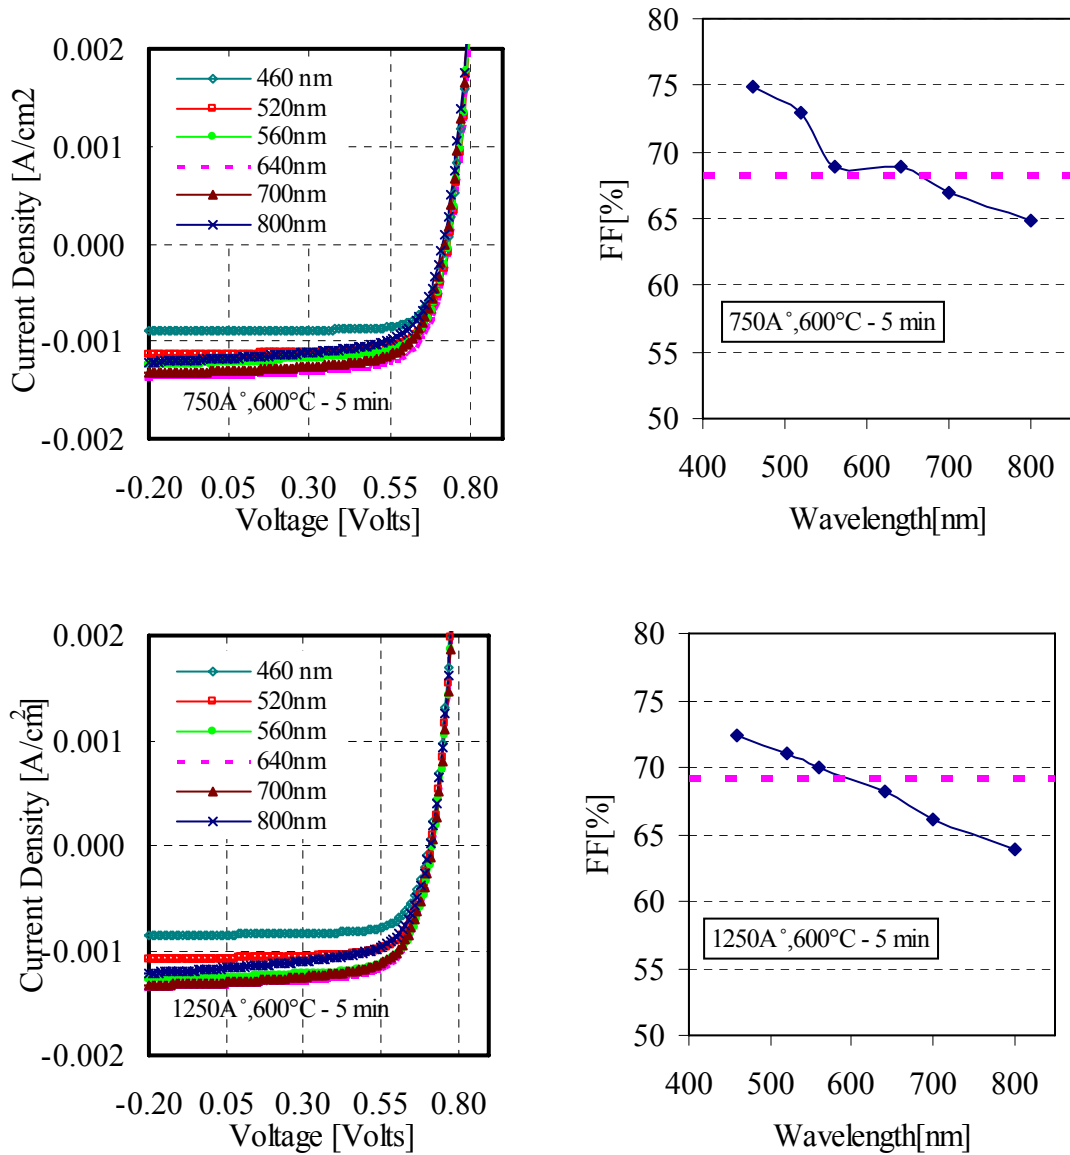 0.002
0.001
0.000
-0.001
-0.002
Current Density [A/cm2
460 nm
520nm
560nm
640nm
700nm
800nm
750A˚,600°C - 5 min
-0.20 0.05 0.30 0.55 0.80
Voltage [Volts]
80
75
70
65
60
55
50
FF[%]
750A˚,600°C - 5 min
400 500 600 700 800
Wavelength[nm]
0.002
0.001
0.000
-0.001
-0.002
Current Density [A/cm2]
460 nm
520nm
560nm
640nm
700nm
800nm
1250A˚,600°C - 5 min
-0.20 0.05 0.30 0.55 0.80
Voltage [Volts]
80
75
70
65
60
55
50
FF[%]
1250A˚,600°C - 5 min
400 500 600 700 800
Wavelength[nm]